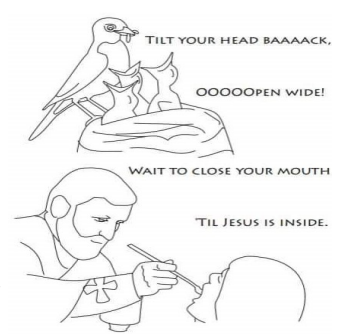 Tilt your head baaaack,
ooooopen wide!
Wait to close your mouth
'Til Jesus is inside.